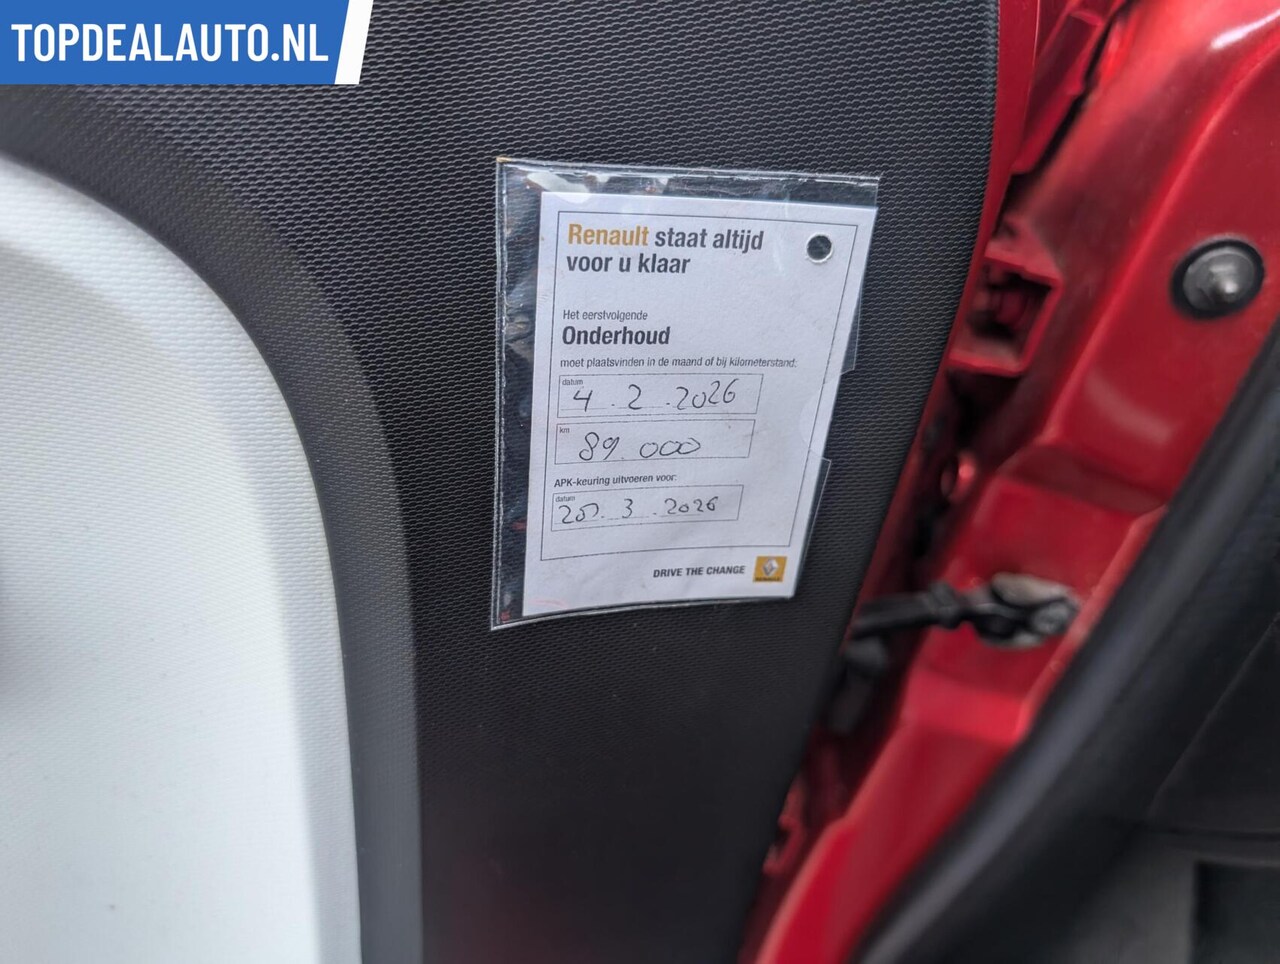 TOPDEALAUTO.NL
Renault staat altijd
voor u klaar
Het eerstvolgende
Onderhoud
moet plaatsvinden in de maand of bij kilometerstand:
datum
4.2.2026
km
89.000
APK-keuring uitvoeren voor:
datum
3.2026
DRIVE THE CHANGE
RENAULT